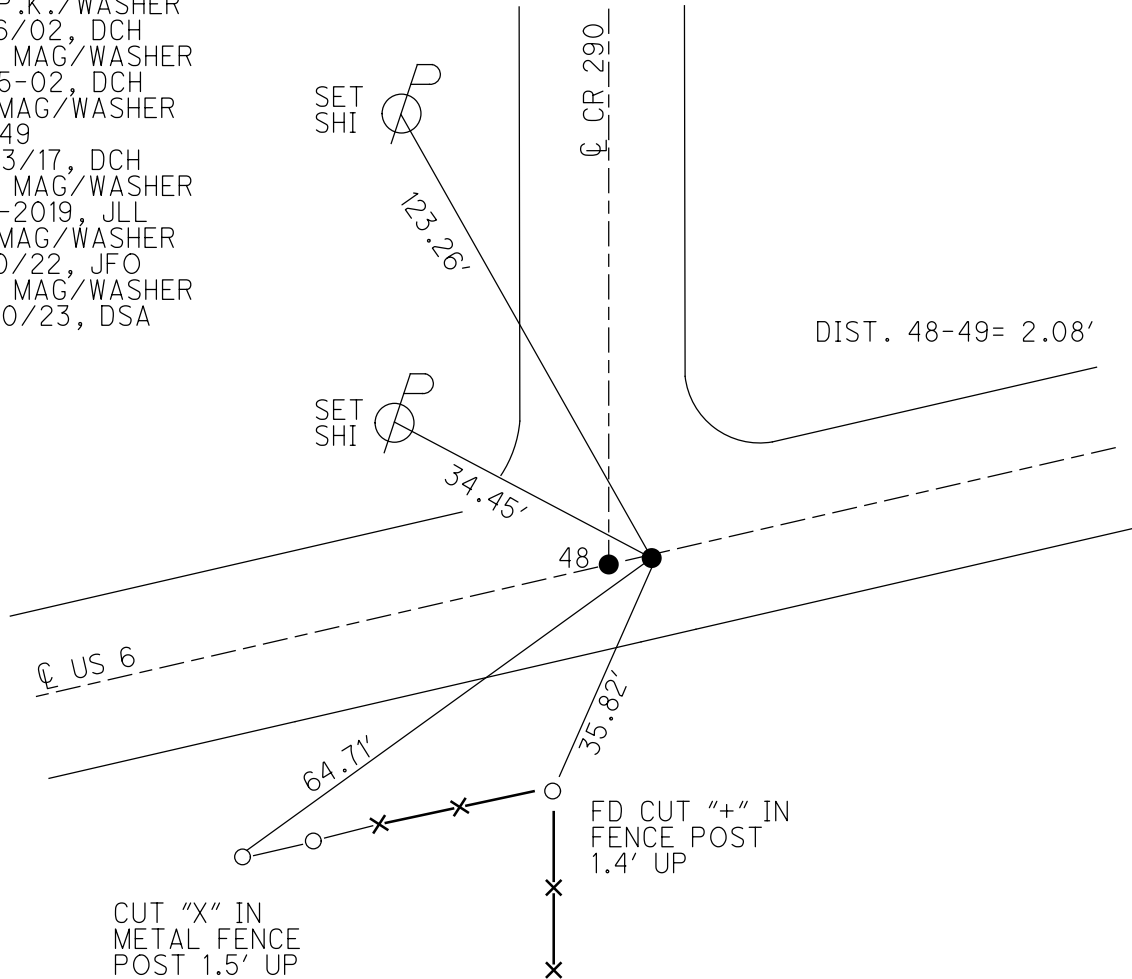 P.K./WASHER
6/02, DCH
MAG/WASHER
5-02, DCH
MAG/WASHER
49
3/17, DCH
MAG/WASHER
-2019, JLL
MAG/WASHER
0/22, JFO
MAG/WASHER
0/23, DSA
SET
SHI
℄ CR 290
123.26'
DIST. 48-49= 2.08'
SET
SHI
34.45'
48
℄ US 6
64.71'
35.82'
FD CUT "+" IN
FENCE POST
1.4' UP
CUT "X" IN
METAL FENCE
POST 1.5' UP